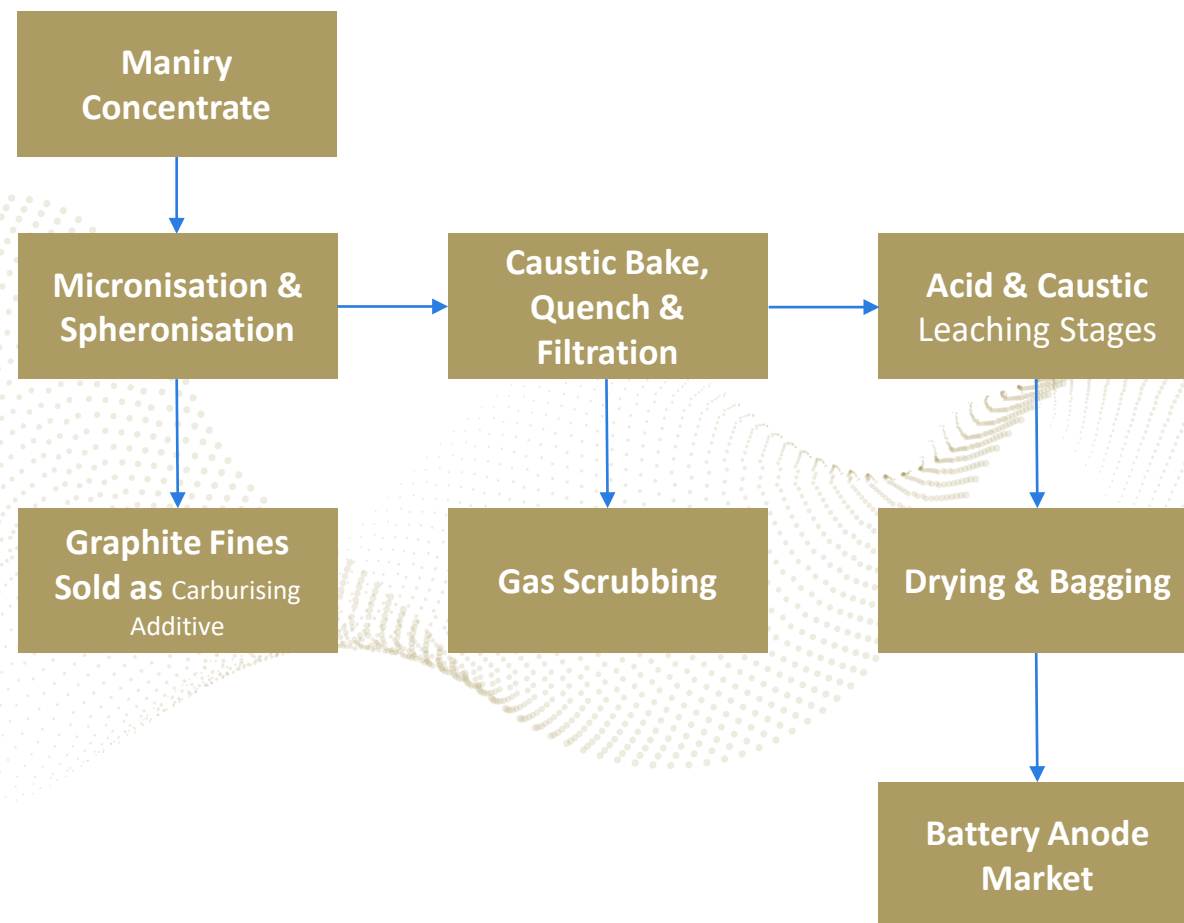 Maniry
Concentrate
Micronisation &
Spheronisation
Caustic Bake,
Quench &
Filtration
Acid & Caustic
Leaching Stages
Graphite Fines
Sold as Carburising
Additive
Gas Scrubbing
Drying & Bagging
Battery Anode
Market